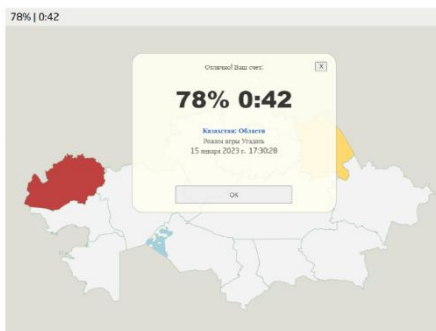 78% | 0:42
Отлично! Ваш счет:
X
78% 0:42
Казахстан: Области
Режим игры Угадать
15 января 2023 г. 17:30:28
OK